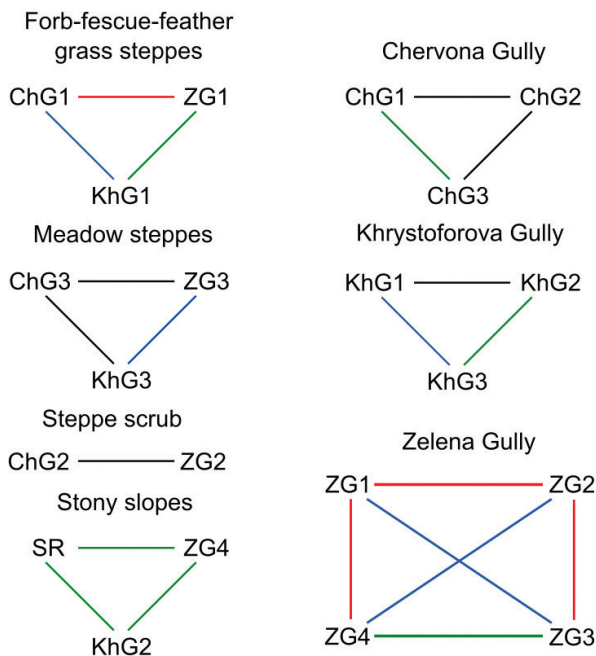 Forb-fescue-feather
grass steppes
ChG1 ZG1
KhG1
Meadow steppes
ChG3 ZG3
KhG3
Steppe scrub
ChG2 ZG2
Stony slopes
SR ZG4
KhG2
Chervona Gully
ChG1 ChG2
ChG3
Khrystoforova Gully
KhG1 KhG2
KhG3
Zelena Gully
ZG1 ZG2
ZG4 ZG3